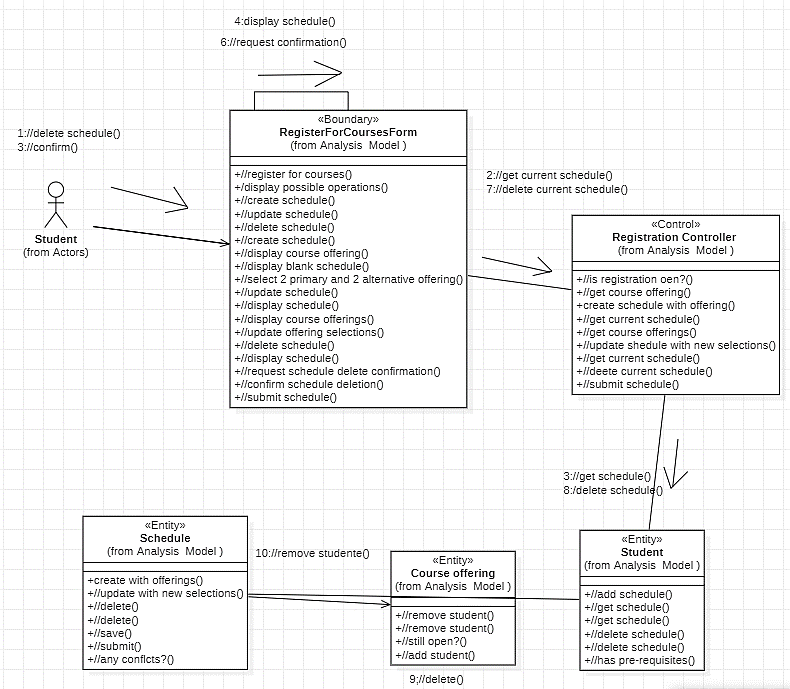 4:display schedule()
6://request confirmation()
1://delete schedule()
3://confirm()
Student
(from Actors)
«Boundary»
RegisterForCoursesForm
(from Analysis Model )
+//register for courses()
+//display possible operations()
+//create schedule()
+//update schedule()
+//delete schedule()
+//create schedule()
+//display course offering()
+//display blank schedule()
+//select 2 primary and 2 alternative offering()
+//update schedule()
+//display schedule()
+//display course offerings()
+//update offering selections()
+//delete schedule()
+//display schedule()
+//request schedule delete confirmation()
+//confirm schedule deletion()
+//submit schedule()
2://get current schedule()
7://delete current schedule()
«Control»
Registration Controller
(from Analysis Model )
+//is registration oen?()
+//get course offering()
+create schedule with offering()
+//get current schedule()
+//get course offerings()
+//update shedule with new selections()
+//get current schedule()
+//deete current schedule()
+//submit schedule()
3://get schedule()
8:/delete schedule()
«Entity»
Schedule
(from Analysis Model )
+create with offerings()
+//update with new selections()
+//delete()
+//delete()
+//save()
+//submit()
+//any conficts?()
10://remove studente()
«Entity»
Course offering
(from Analysis Model )
+//remove student()
+//remove student()
+//still open?()
+//add student()
9;//delete()
«Entity»
Student
(from Analysis Model )
+//add schedule()
+//get schedule()
+//get schedule()
+//delete schedule()
+//delete schedule()
+//has pre-requisites()